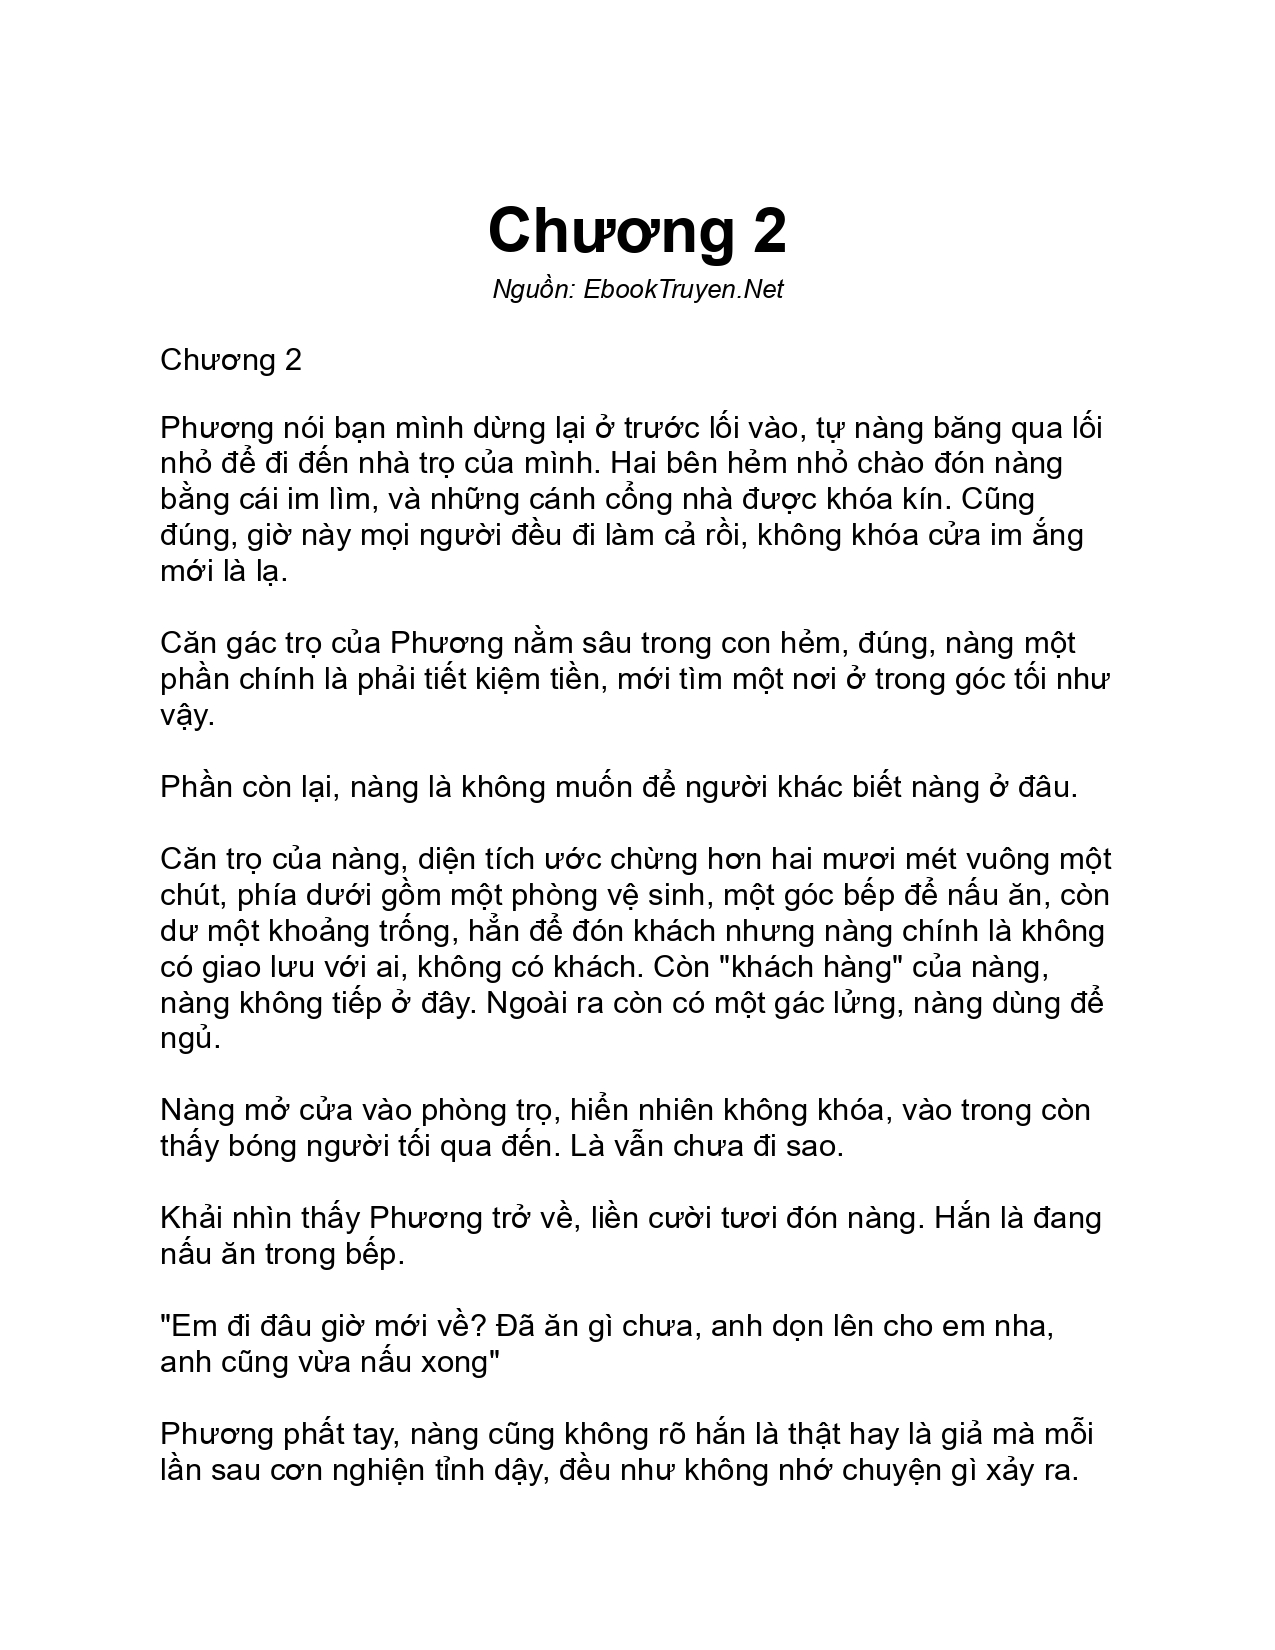 Chương 2
Nguồn: EbookTruyen.Net
Chương 2
Phương nói bạn mình dừng lại ở trước lối vào, tự nàng băng qua lối
nhỏ để đi đến nhà trọ của mình. Hai bên hẻm nhỏ chào đón nàng
bằng cái im lìm, và những cánh cổng nhà được khóa kín. Cũng
đúng, giờ này mọi người đều đi làm cả rồi, không khóa cửa im ắng
mới là lạ.
Căn gác trọ của Phương nằm sâu trong con hẻm, đúng, nàng một
phần chính là phải tiết kiệm tiền, mới tìm một nơi ở trong góc tối như
vậy.
Phần còn lại, nàng là không muốn để người khác biết nàng ở đâu.
Căn trọ của nàng, diện tích ước chừng hơn hai mươi mét vuông một
chút, phía dưới gồm một phòng vệ sinh, một góc bếp để nấu ăn, còn
dư một khoảng trống, hẳn để đón khách nhưng nàng chính là không
có giao lưu với ai, không có khách. Còn "khách hàng" của nàng,
nàng không tiếp ở đây. Ngoài ra còn có một gác lửng, nàng dùng để
ngủ.
Nàng mở cửa vào phòng trọ, hiển nhiên không khóa, vào trong còn
thấy bóng người tối qua đến. Là vẫn chưa đi sao.
Khải nhìn thấy Phương trở về, liền cười tươi đón nàng. Hắn là đang
nấu ăn trong bếp.
"Em đi đâu giờ mới về? Đã ăn gì chưa, anh dọn lên cho em nha,
anh cũng vừa nấu xong"
Phương phất tay, nàng cũng không rõ hắn là thật hay là giả mà mỗi
lần sau cơn nghiện tỉnh dậy, đều như không nhớ chuyện gì xảy ra.